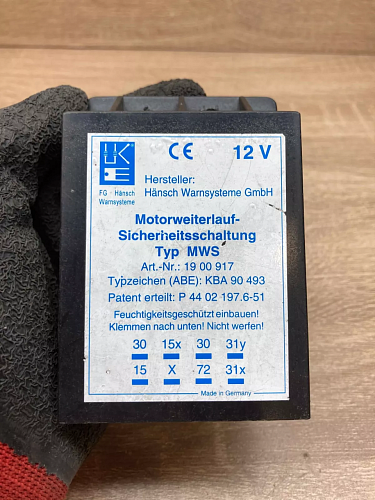 HK
CE 12 V
FG - Hänsch
Warnsysteme
Hersteller:
Hänsch Warnsysteme GmbH
Motorweiterlauf-
Sicherheitsschaltung
Typ MWS
Art.-Nr.: 19 00 917
Typzeichen (ABE): KBA 90 493
Patent erteilt: P 44 02 197.6-51
Feuchtigkeitsgeschützt einbauen!
Klemmen nach unten! Nicht werfen!
30 15x 30 31y
15 X 72 31x
Made in Germany